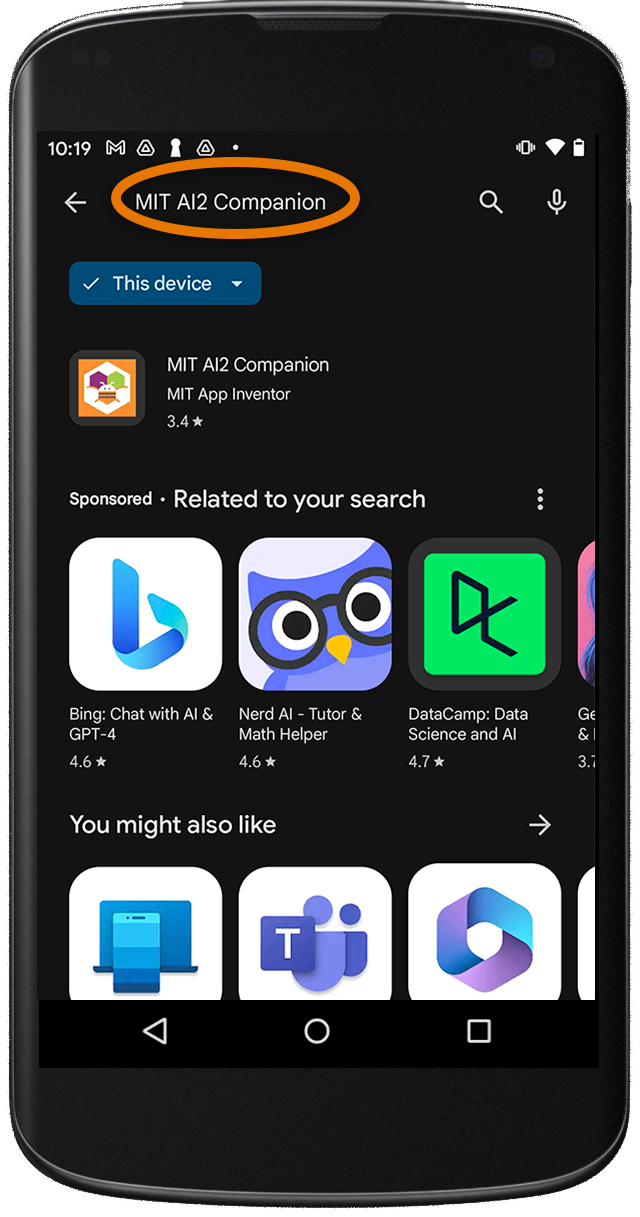 10:19
MIT AI2 Companion
This device
MIT AI2 Companion
MIT App Inventor
3.4★
Sponsored · Related to your search
Bing: Chat with AI &
GPT-4
4.6★
Nerd AI - Tutor &
Math Helper
4.6★
DataCamp: Data
Science and AI
4.7★
Ge
&
3.7
You might also like
T